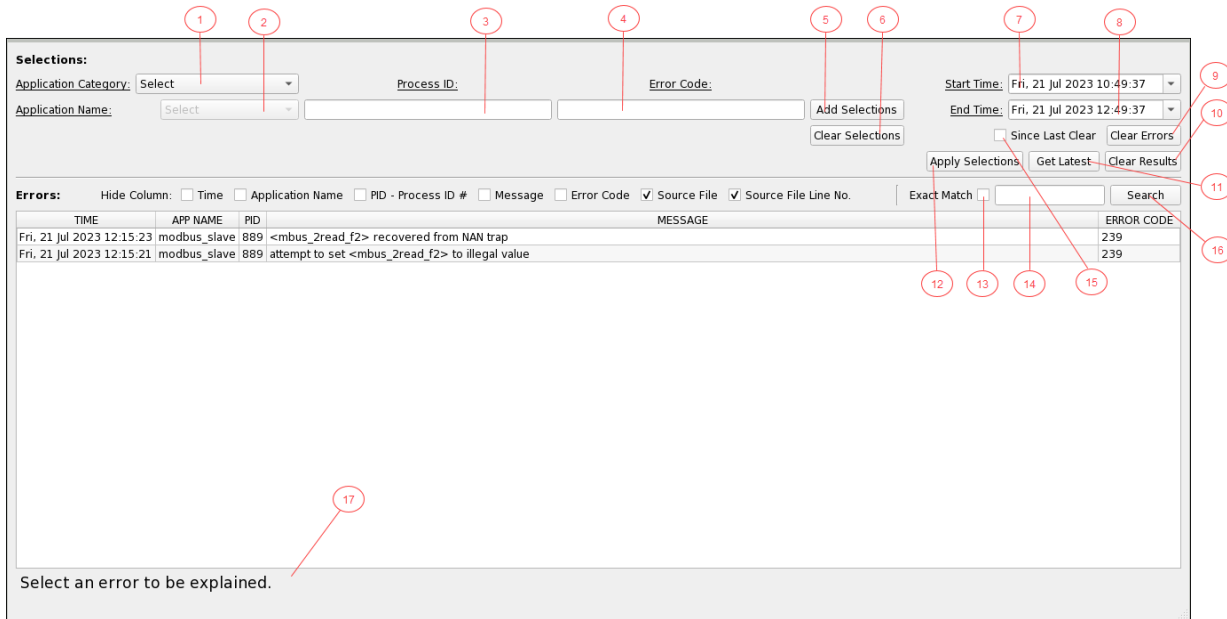 1 2 3 4 5 6 7 8
Selections:
Application Category: Select Process ID: Error Code: Start Time: Fri, 21 Jul 2023 10:49:37
9
Application Name: Select Add Selections End Time: Fri, 21 Jul 2023 12:49:37
10
Clear Selections Since Last Clear Clear Errors
Apply Selections Get Latest Clear Results
11
Errors: Hide Column: Time Application Name PID - Process ID # Message Error Code Source File Source File Line No. Exact Match Search
TIME APP NAME PID MESSAGE ERROR CODE
Fri, 21 Jul 2023 12:15:23 modbus_slave 889 <mbus_2read_f2> recovered from NAN trap 239
Fri, 21 Jul 2023 12:15:21 modbus_slave 889 attempt to set <mbus_2read_f2> to illegal value 239
16
12 13 14 15
17
Select an error to be explained.